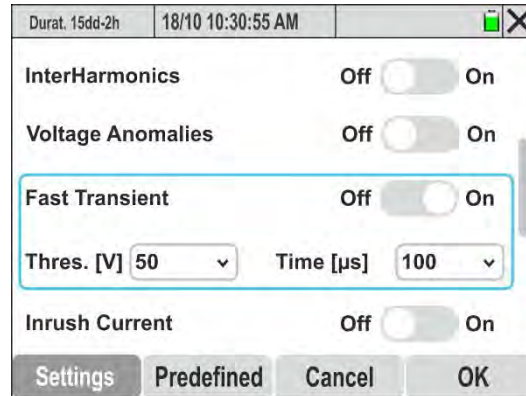 Durat. 15dd-2h 18/10 10:30:55 AM
InterHarmonics Off On
Voltage Anomalies Off On
Fast Transient Off On
Thres. [V] 50 Time [µs] 100
Inrush Current Off On
Settings Predefined Cancel OK